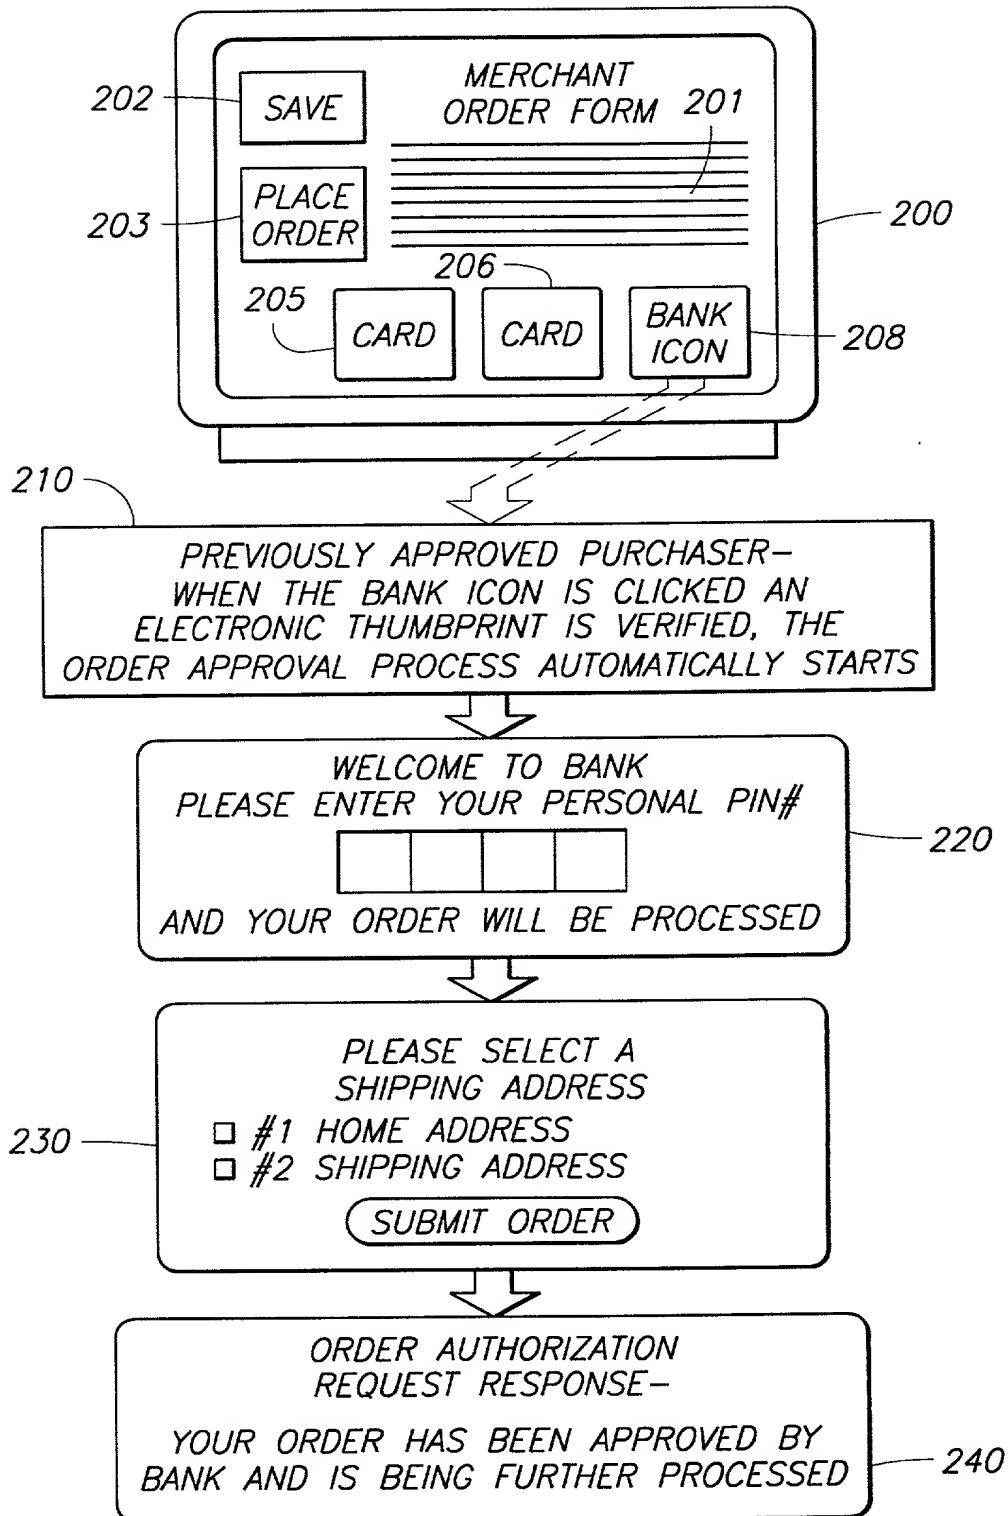 MERCHANT
ORDER FORM
201
202
SAVE
203
PLACE
ORDER
200
206
205
CARD
CARD
BANK
ICON
208
210
PREVIOUSLY APPROVED PURCHASER–
WHEN THE BANK ICON IS CLICKED AN
ELECTRONIC THUMBPRINT IS VERIFIED, THE
ORDER APPROVAL PROCESS AUTOMATICALLY STARTS
WELCOME TO BANK
PLEASE ENTER YOUR PERSONAL PIN#
220
AND YOUR ORDER WILL BE PROCESSED
PLEASE SELECT A
SHIPPING ADDRESS
230
#1 HOME ADDRESS
#2 SHIPPING ADDRESS
SUBMIT ORDER
ORDER AUTHORIZATION
REQUEST RESPONSE–
YOUR ORDER HAS BEEN APPROVED BY
BANK AND IS BEING FURTHER PROCESSED
240